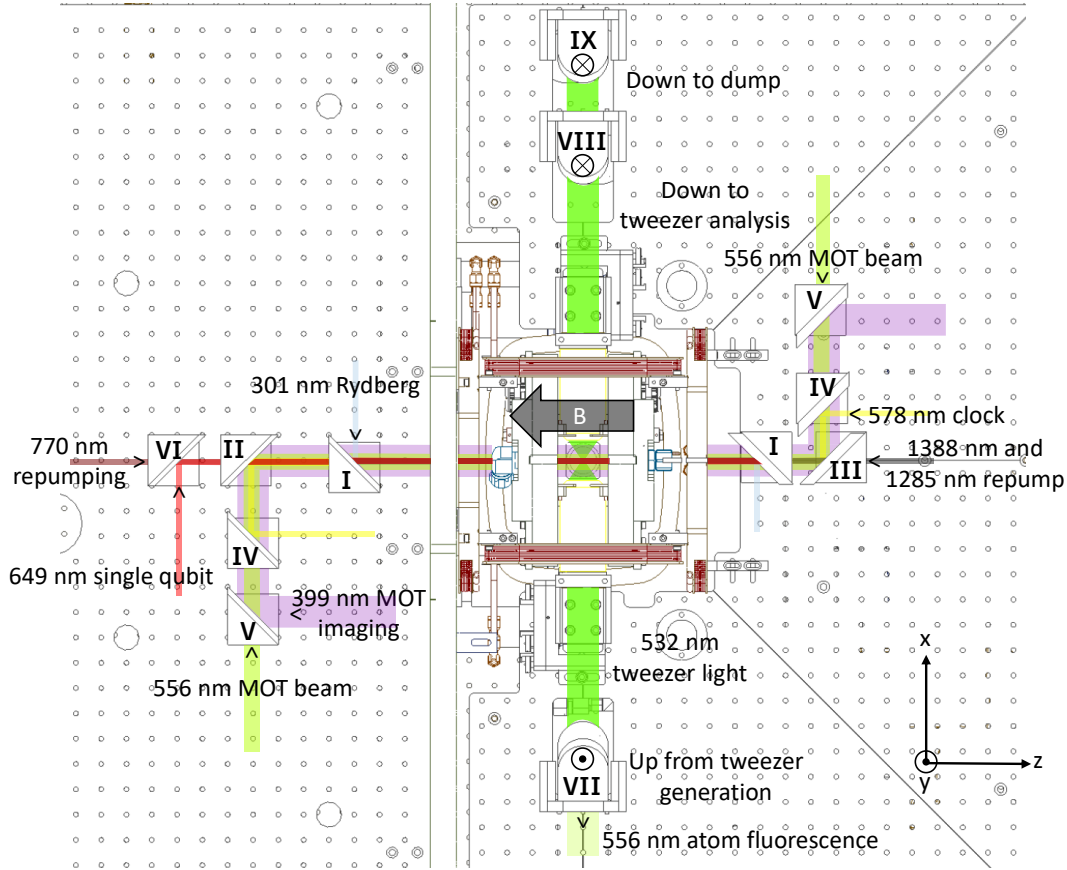 IX
Down to dump
VIII
Down to
tweezer analysis
556 nm MOT beam
V
301 nm Rydberg
B
IV
578 nm clock
770 nm
repumping
VI
II
I
I
III
1388 nm and
1285 nm repump
IV
649 nm single qubit
399 nm MOT
imaging
V
532 nm
tweezer light
556 nm MOT beam
x
z
y
VII
Up from tweezer
generation
556 nm atom fluorescence